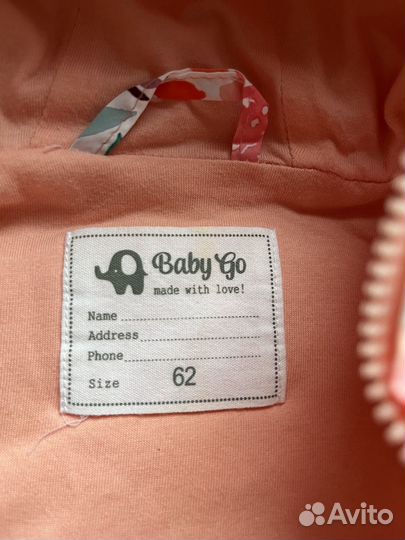 Baby Go
made with love!
Name
Address
Phone
Size 62
Avito